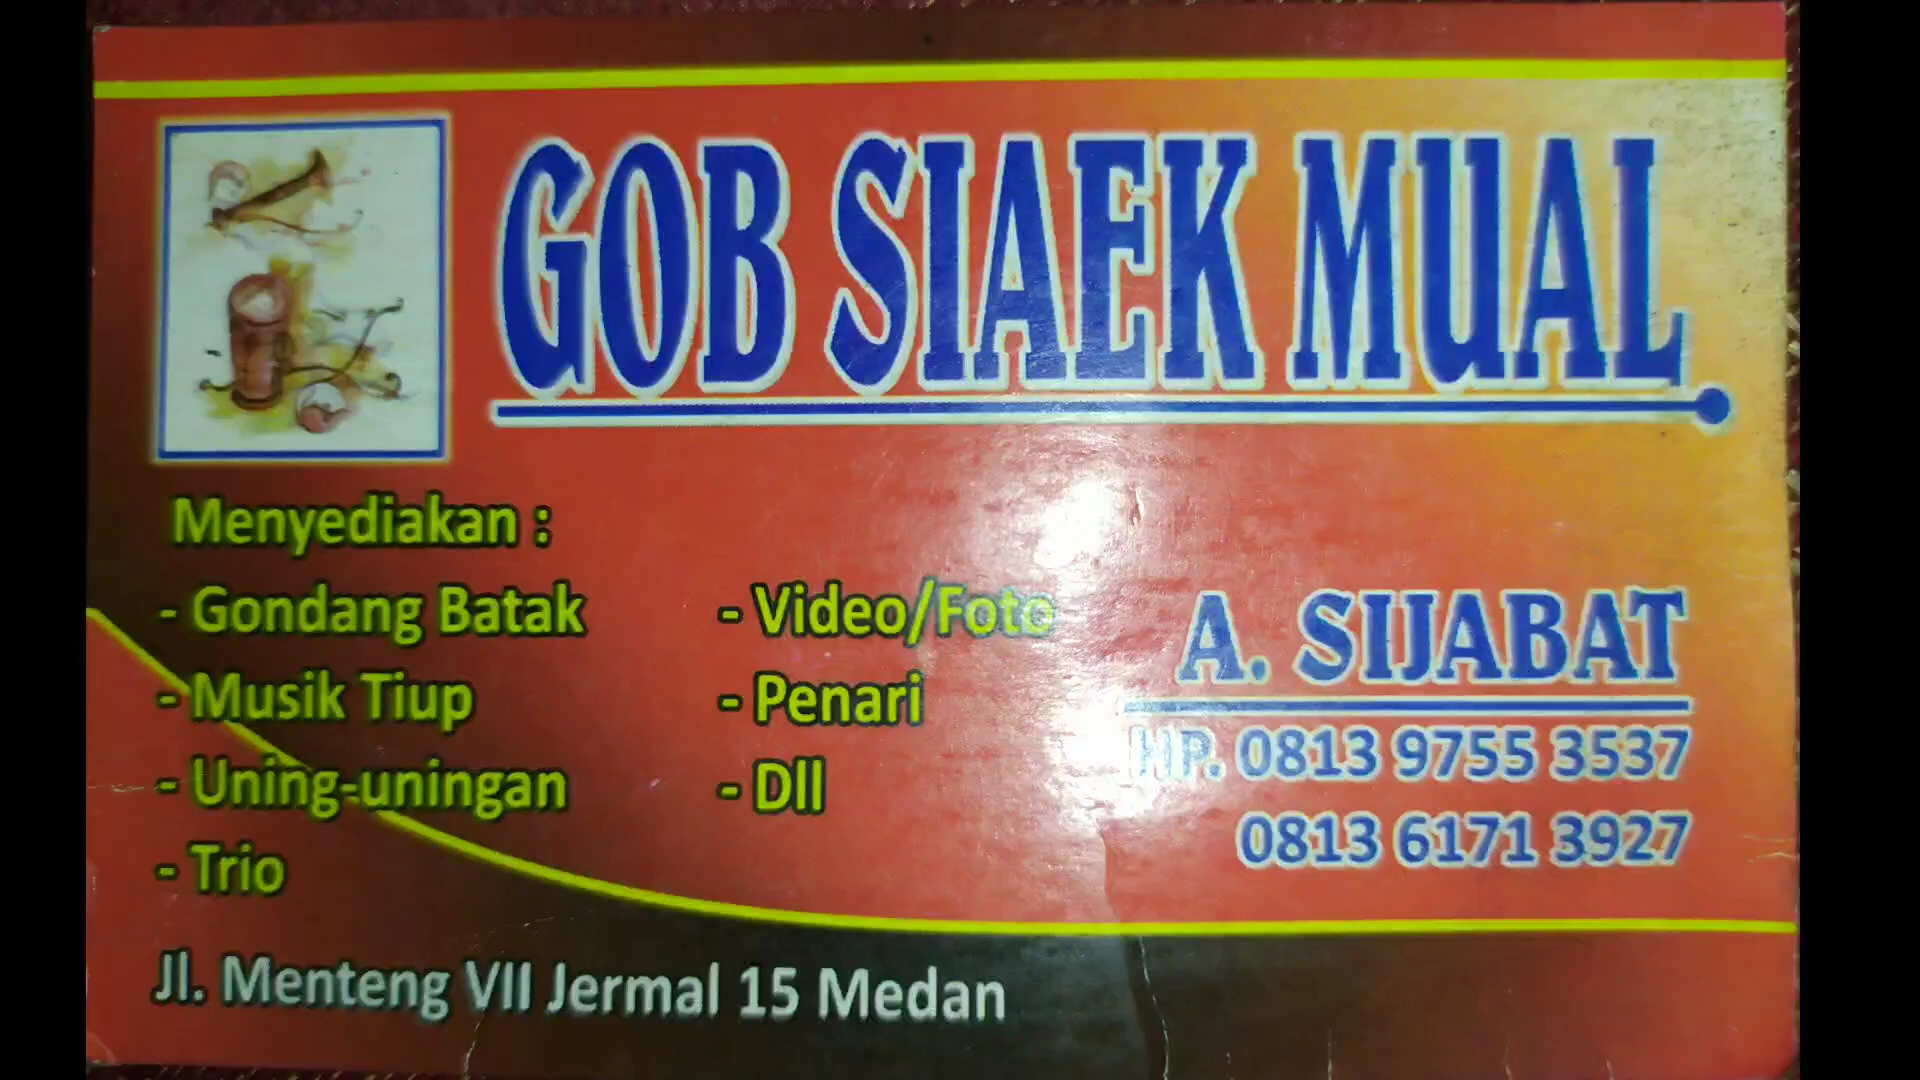 GOB SIAEK MUAL
Menyediakan :
- Gondang Batak
- Musik Tiup
- Uning-uningan
- Trio
- Video/Foto
- Penari
- Dll
A. SIJABAT
HP. 0813 9755 3537
0813 6171 3927
Jl. Menteng VII Jermal 15 Medan